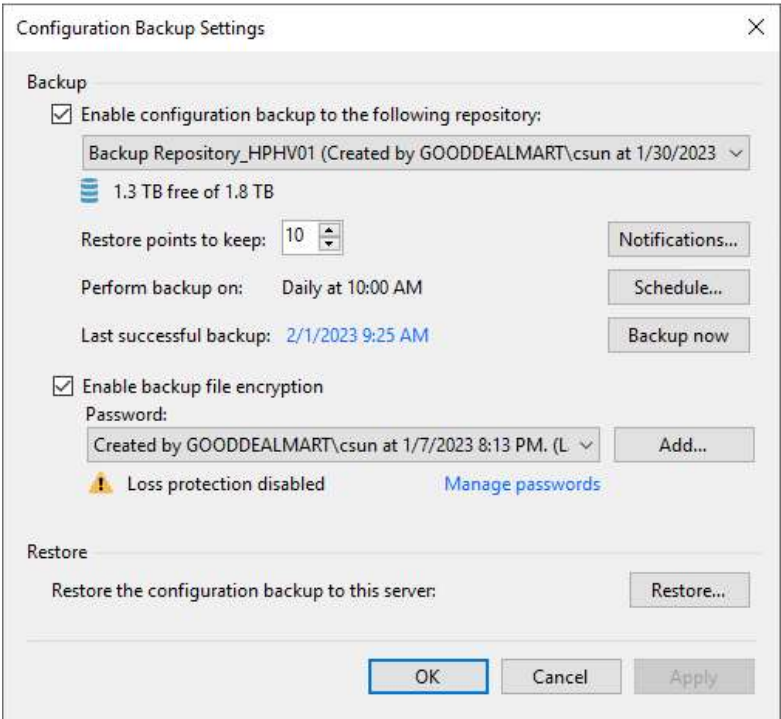 Configuration Backup Settings
Backup
Enable configuration backup to the following repository:
Backup Repository_HPHV01 (Created by GOODDEALMART\csun at 1/30/2023
1.3 TB free of 1.8 TB
Restore points to keep: 10 Notifications...
Perform backup on: Daily at 10:00 AM Schedule...
Last successful backup: 2/1/2023 9:25 AM Backup now
Enable backup file encryption
Password:
Created by GOODDEALMART\csun at 1/7/2023 8:13 PM. (L Add...
Loss protection disabled Manage passwords
Restore
Restore the configuration backup to this server: Restore...
OK Cancel Apply